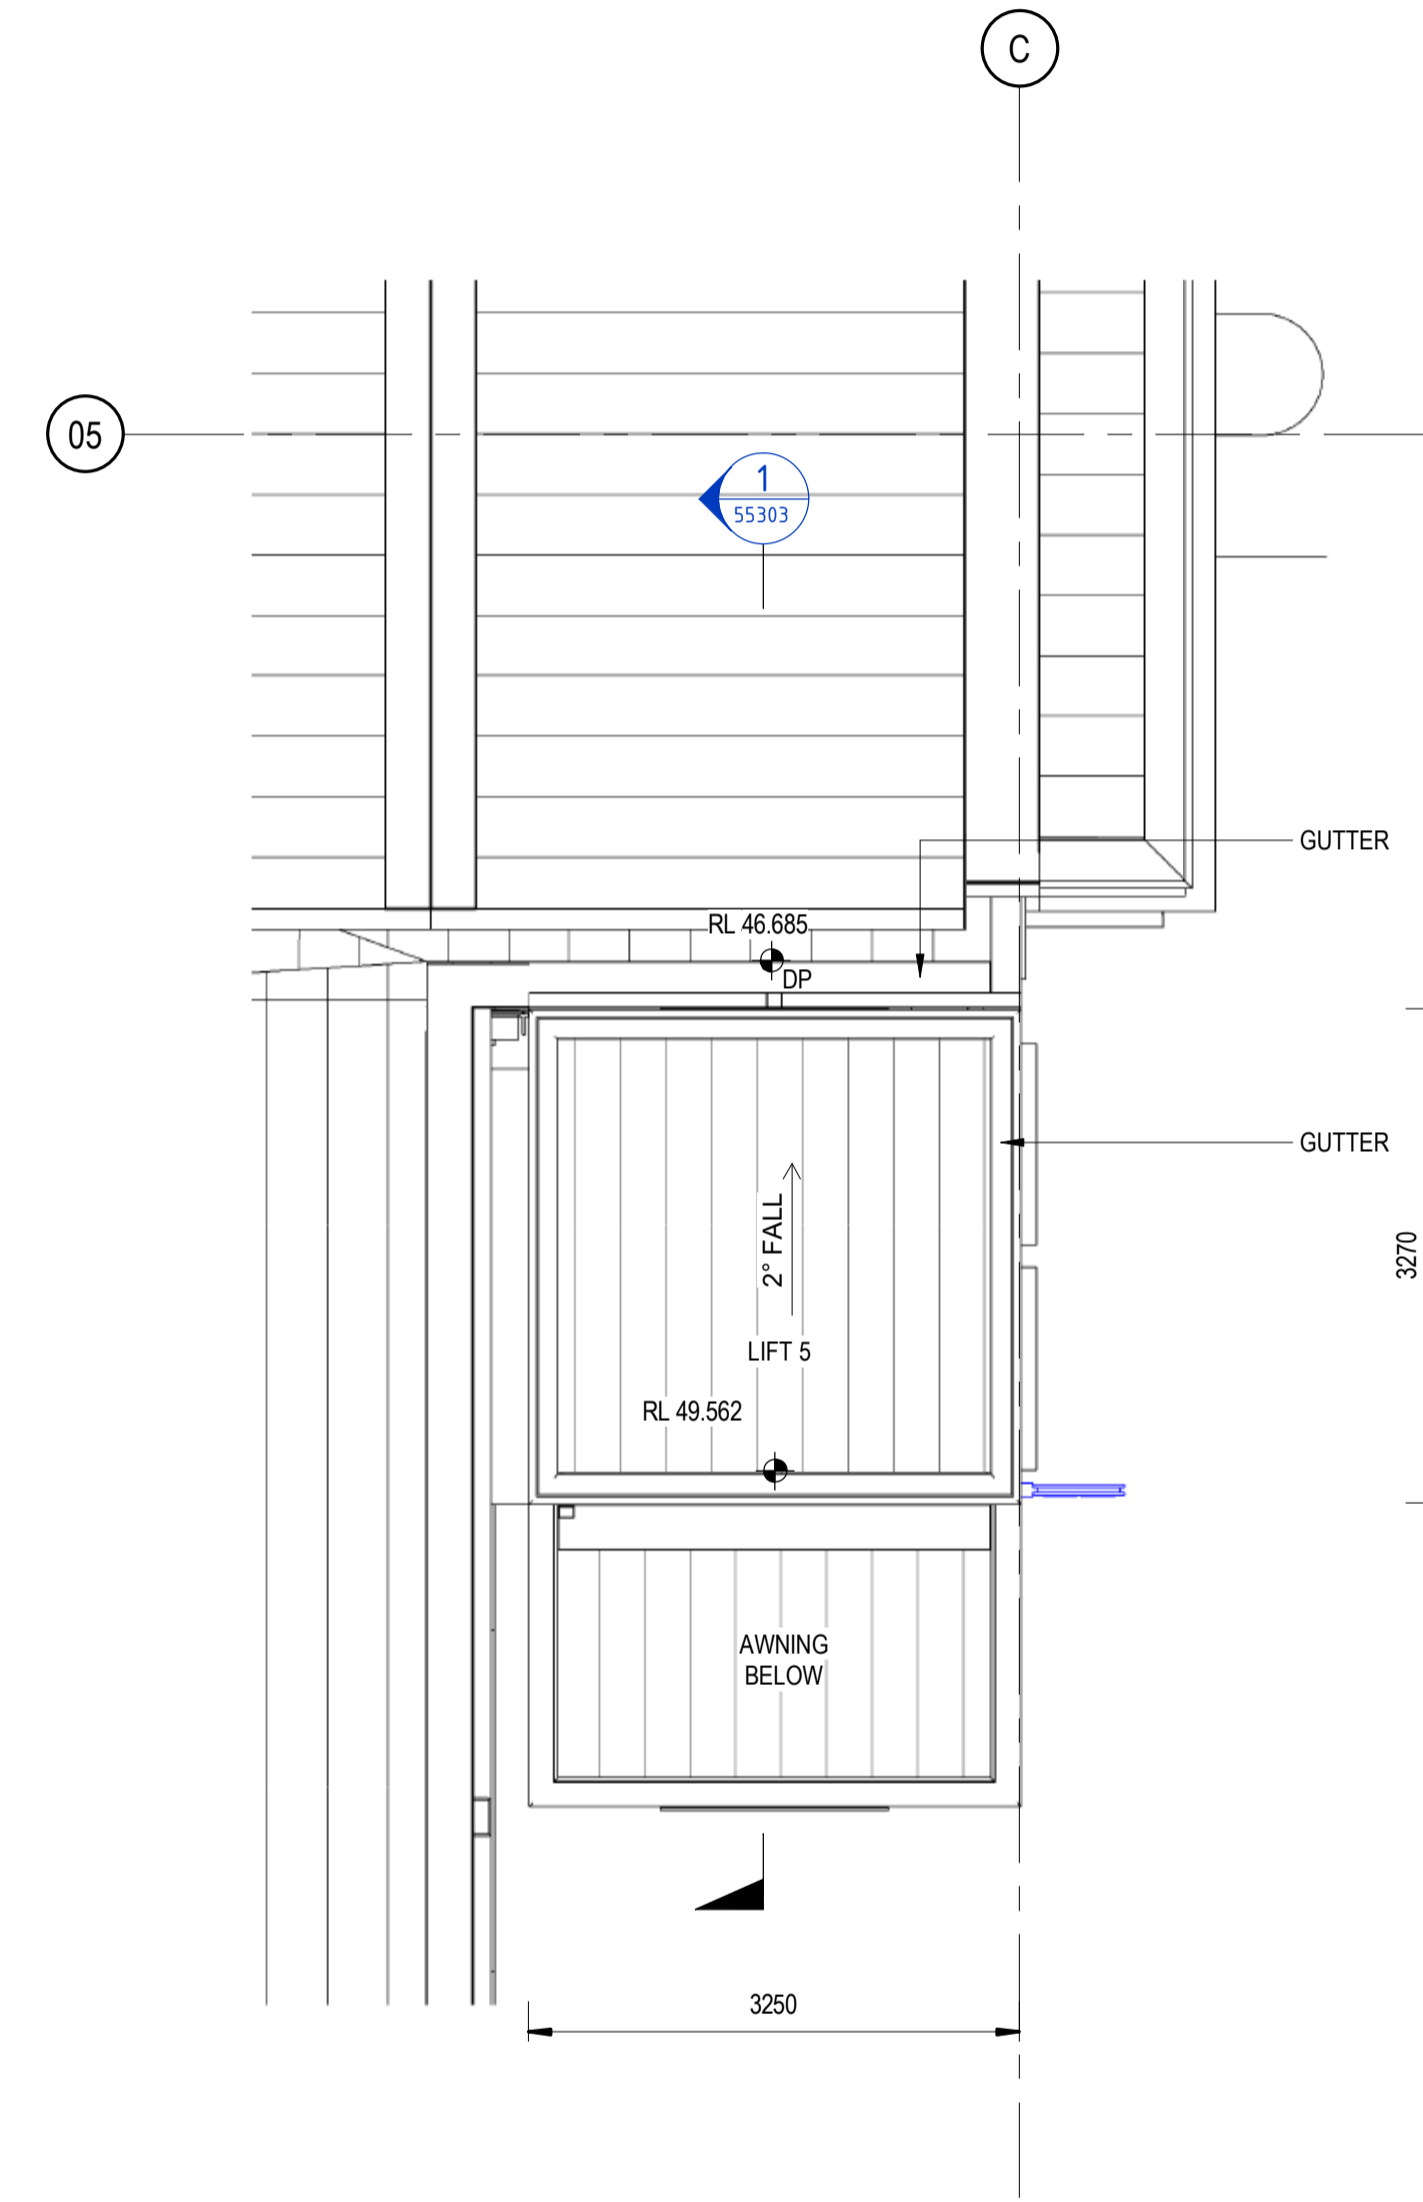 C
05
1
55303
GUTTER
RL 46.685
DP
GUTTER
2° FALL
3270
LIFT 5
RL 49.562
AWNING
BELOW
3250